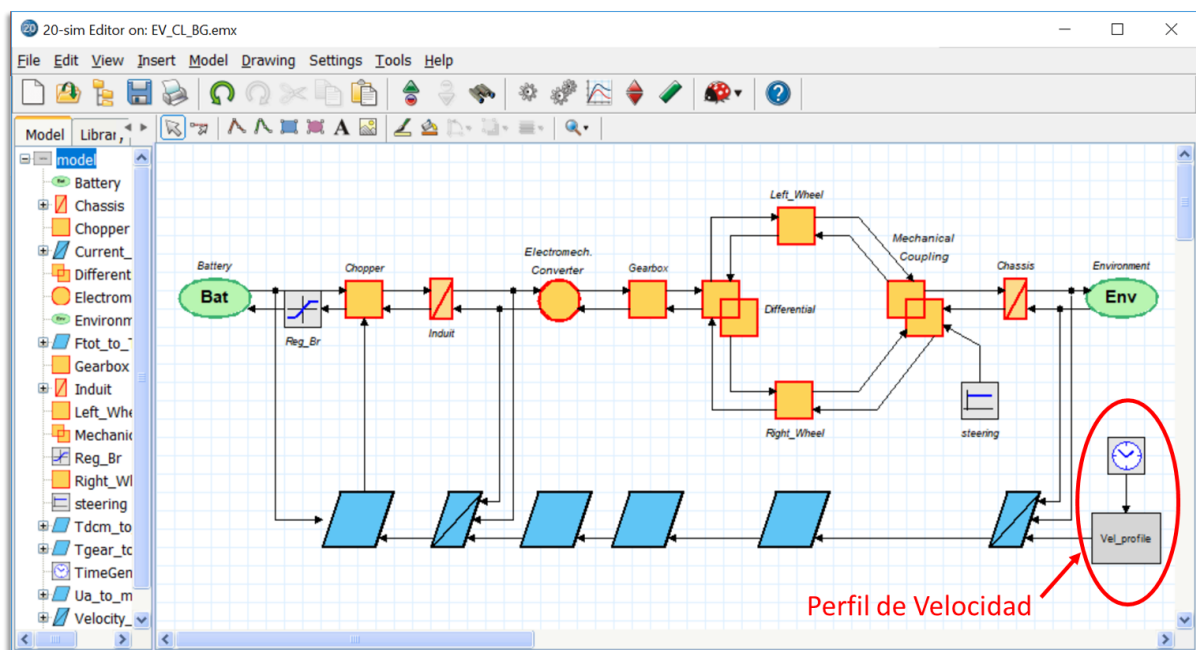 20-sim Editor on: EV_CL_BG.emx
File Edit View Insert Model Drawing Settings Tools Help
Model Librar
model
Battery
Chassis
Chopper
Current_
Different
Electrom
Environm
Ftot_to_
Gearbox
Induit
Left_Whe
Mechanic
Reg_Br
Right_Wl
steering
Tdcm_to
Tgear_tc
TimeGen
Ua_to_m
Velocity_
Left_Wheel
Mechanical
Coupling
Electromech.
Converter
Battery
Chopper
Gearbox
Chassis
Environment
Bat
Env
Differential
Induit
Reg_Br
Right_Wheel
steering
Vel_profile
Perfil de Velocidad